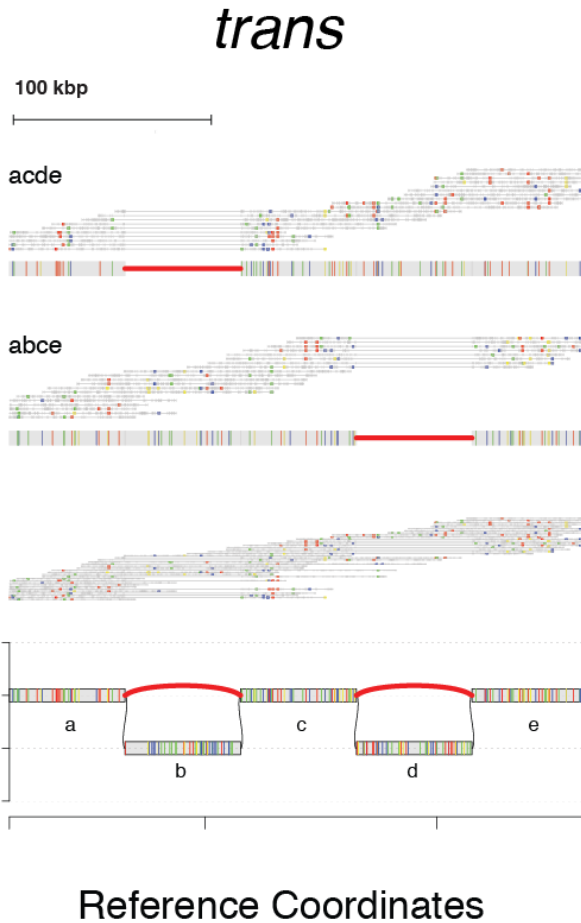 trans
100 kbp
acde
abce
a
c
e
b
d
Reference Coordinates